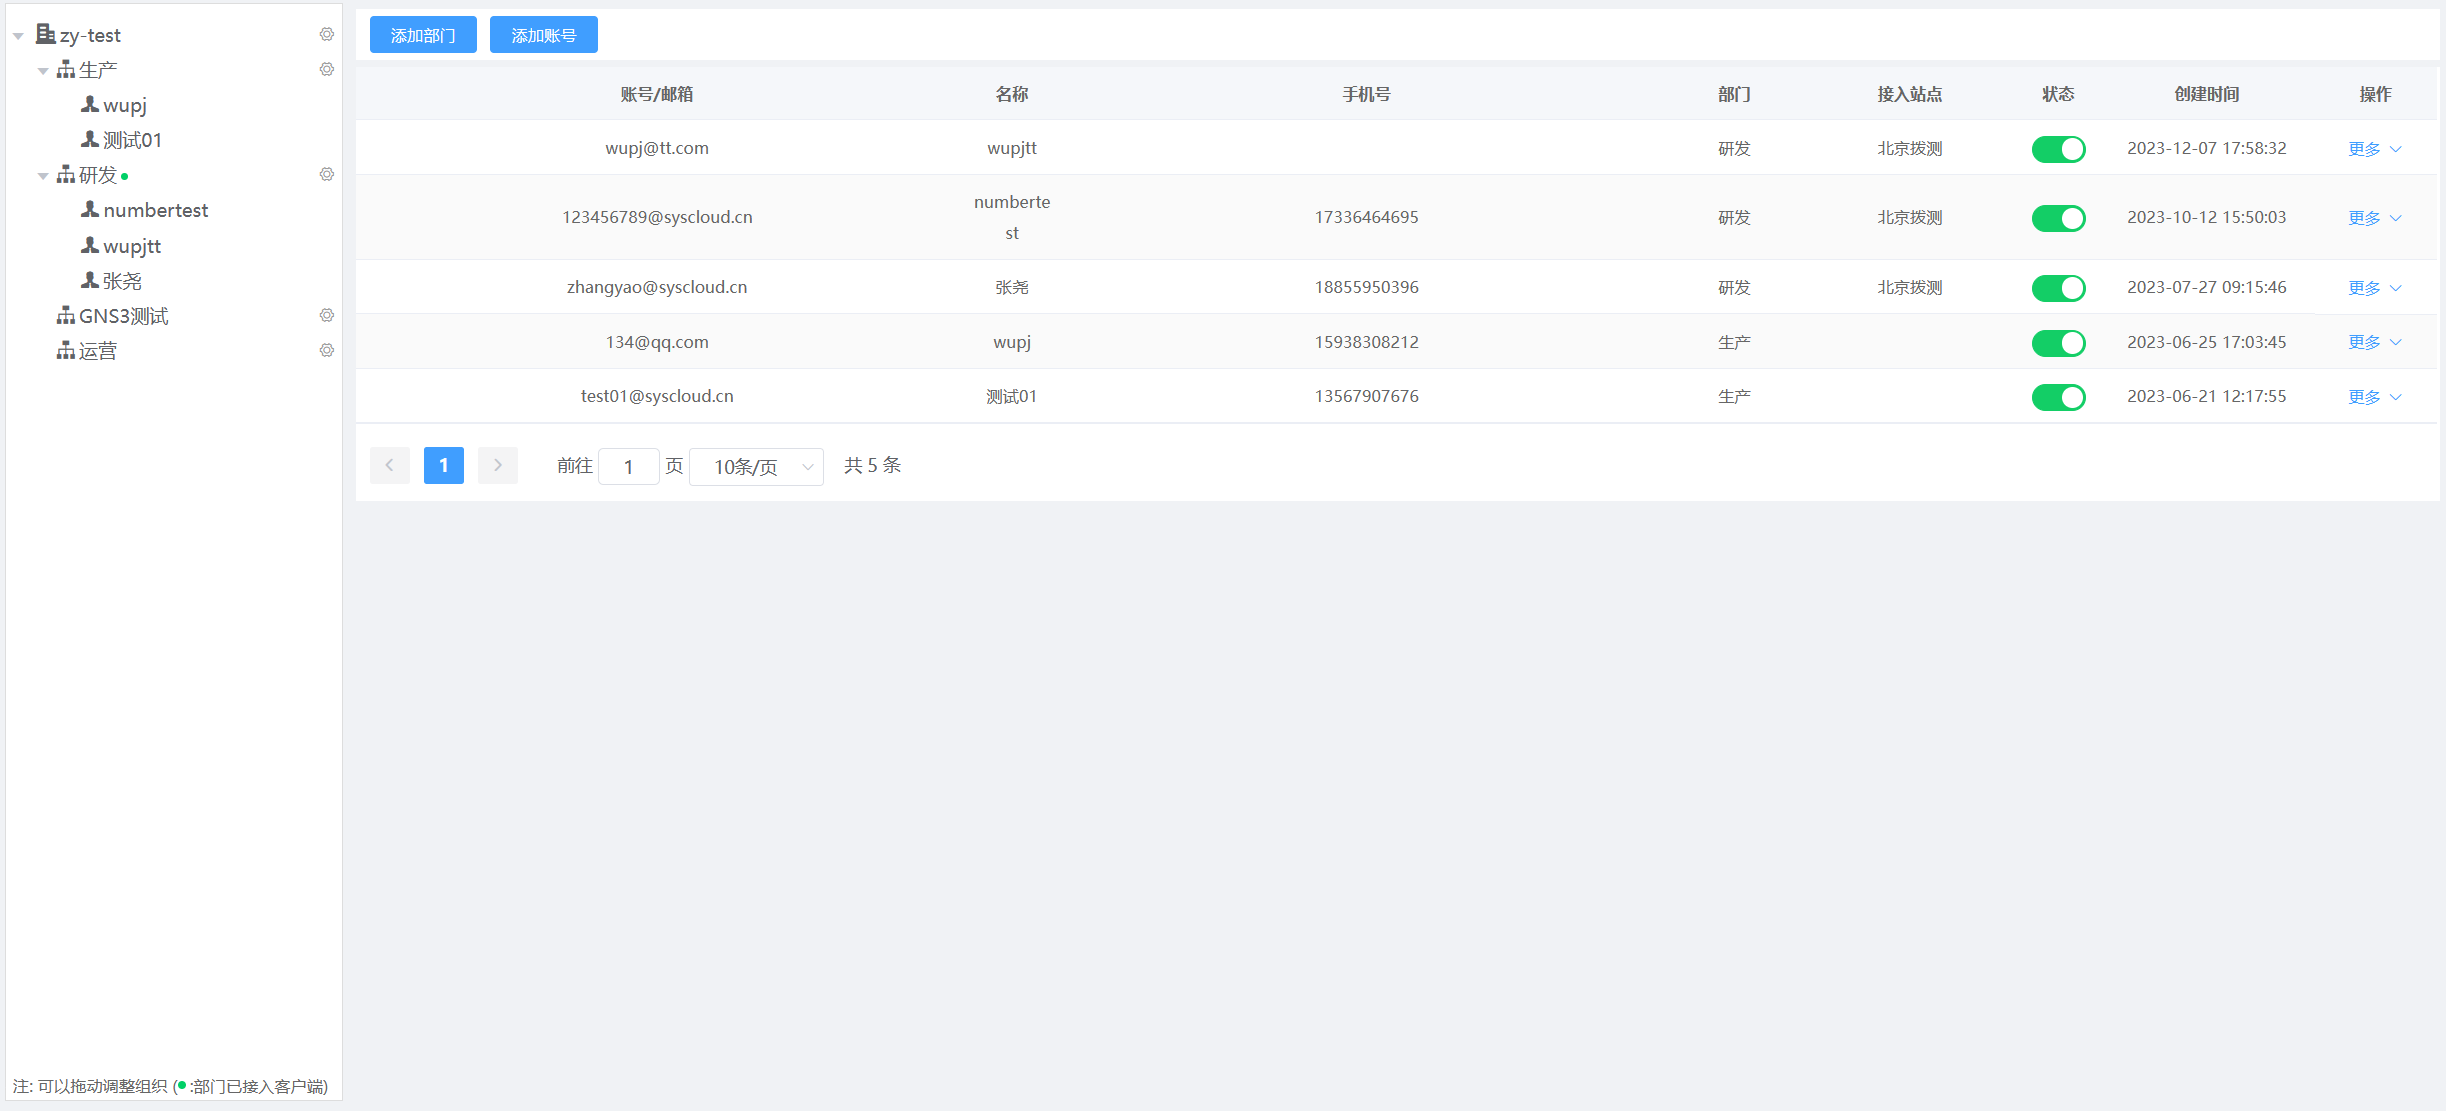 zy-test
生产
wupj
测试01
研发
numbertest
wupjtt
张尧
GNS3测试
运营
注: 可以拖动调整组织 ( :部门已接入客户端)
添加部门 添加账号
账号/邮箱 名称 手机号 部门 接入站点 状态 创建时间 操作
wupj@tt.com wupjtt 研发 北京拨测 2023-12-07 17:58:32 更多
123456789@syscloud.cn numberte
st 17336464695 研发 北京拨测 2023-10-12 15:50:03 更多
zhangyao@syscloud.cn 张尧 18855950396 研发 北京拨测 2023-07-27 09:15:46 更多
134@qq.com wupj 15938308212 生产 2023-06-25 17:03:45 更多
test01@syscloud.cn 测试01 13567907676 生产 2023-06-21 12:17:55 更多
1 前往 1 页 10条/页 共 5 条